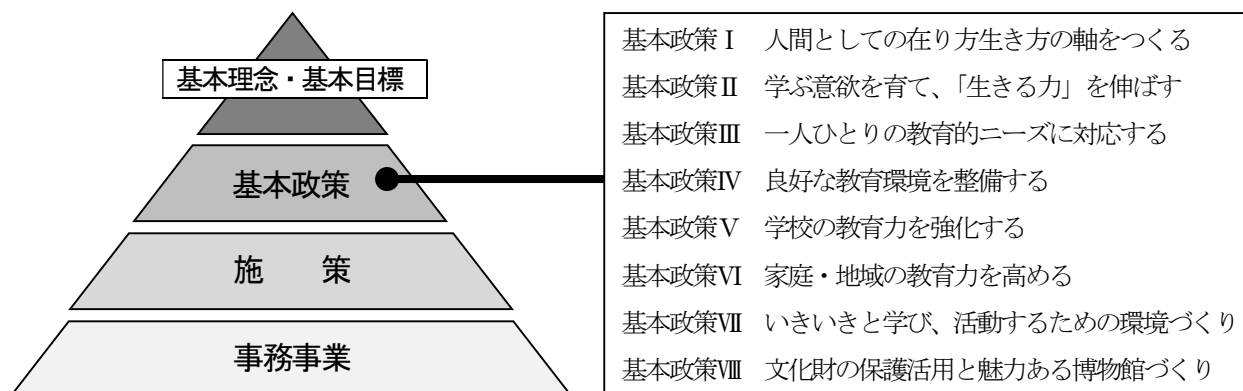 基本理念・基本目標
基本政策
施　　策
事務事業
基本政策Ⅰ　人間としての在り方生き方の軸をつくる
基本政策Ⅱ　学ぶ意欲を育て、「生きる力」を伸ばす
基本政策Ⅲ　一人ひとりの教育的ニーズに対応する
基本政策Ⅳ　良好な教育環境を整備する
基本政策Ⅴ　学校の教育力を強化する
基本政策Ⅵ　家庭・地域の教育力を高める
基本政策Ⅶ　いきいきと学び、活動するための環境づくり
基本政策Ⅷ　文化財の保護活用と魅力ある博物館づくり